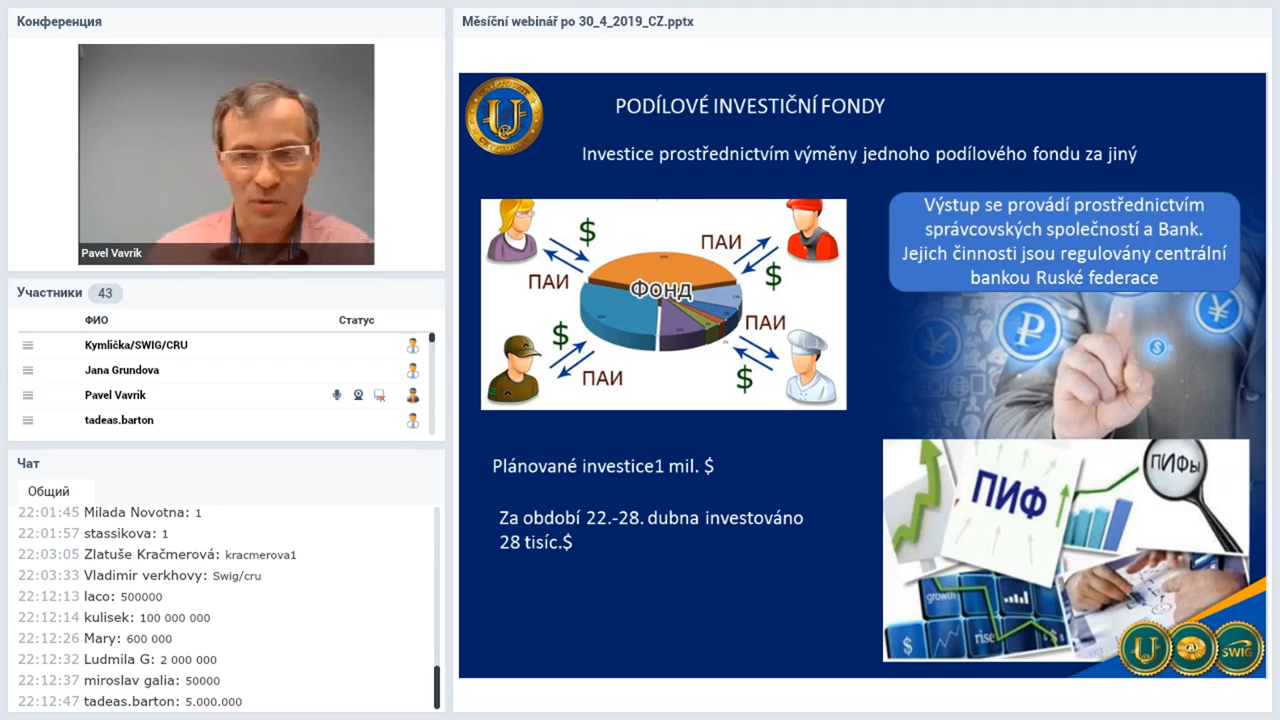 Конференция
Pavel Vavrik
Участники 43
ФИО Статус
Kymlička/SWIG/CRU
Jana Grundova
Pavel Vavrik
tadeas.barton
Чат
Общий
22:01:45 Milada Novotna: 1
22:01:57 stassikova: 1
22:03:05 Zlatuše Kračmerová: kracmerova1
22:03:33 Vladimir verkhovy: Swig/cru
22:12:13 laco: 500000
22:12:14 kulisek: 100 000 000
22:12:26 Mary: 600 000
22:12:32 Ludmila G: 2 000 000
22:12:37 miroslav galia: 50000
22:12:47 tadeas.barton: 5.000.000
Měsíční webinář po 30_4_2019_CZ.pptx
PODÍLOVÉ INVESTIČNÍ FONDY
Investice prostřednictvím výměny jednoho podílového fondu za jiný
$
ПАИ
ПАИ
$
Фонд
$
ПАИ
ПАИ
$
Výstup se provádí prostřednictvím
správcovských společností a Bank.
Jejich činnosti jsou regulovány centrální
bankou Ruské federace
Plánované investice1 mil. $
Za období 22.-28. dubna investováno
28 tisíc.$
ПИФ
ПИФы
growth
rise
$
SWIG